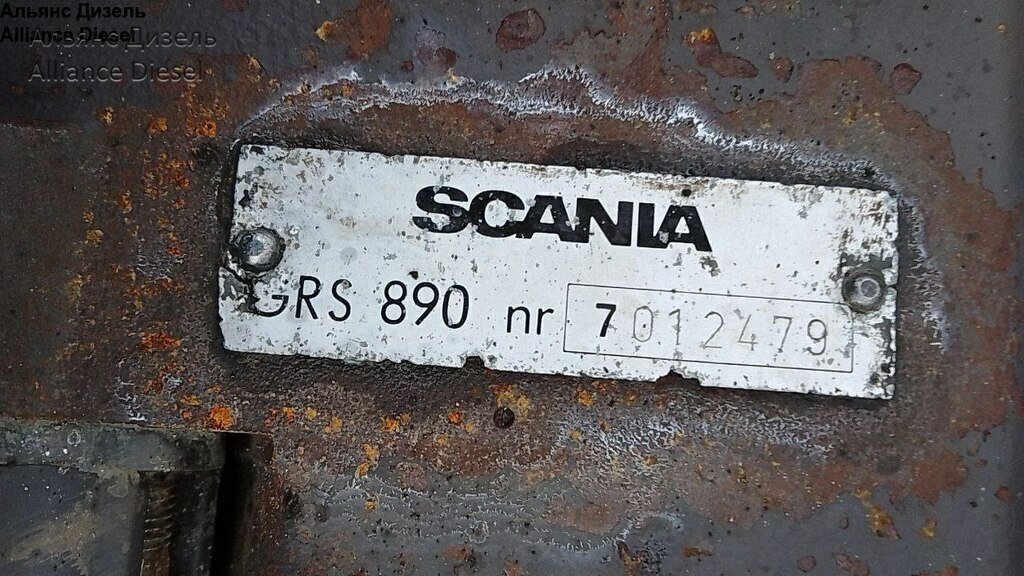 Альянс Дизель
Alliance Diesel
Альянс Дизель
Alliance Diesel
SCANIA
GRS 890 nr 7012479